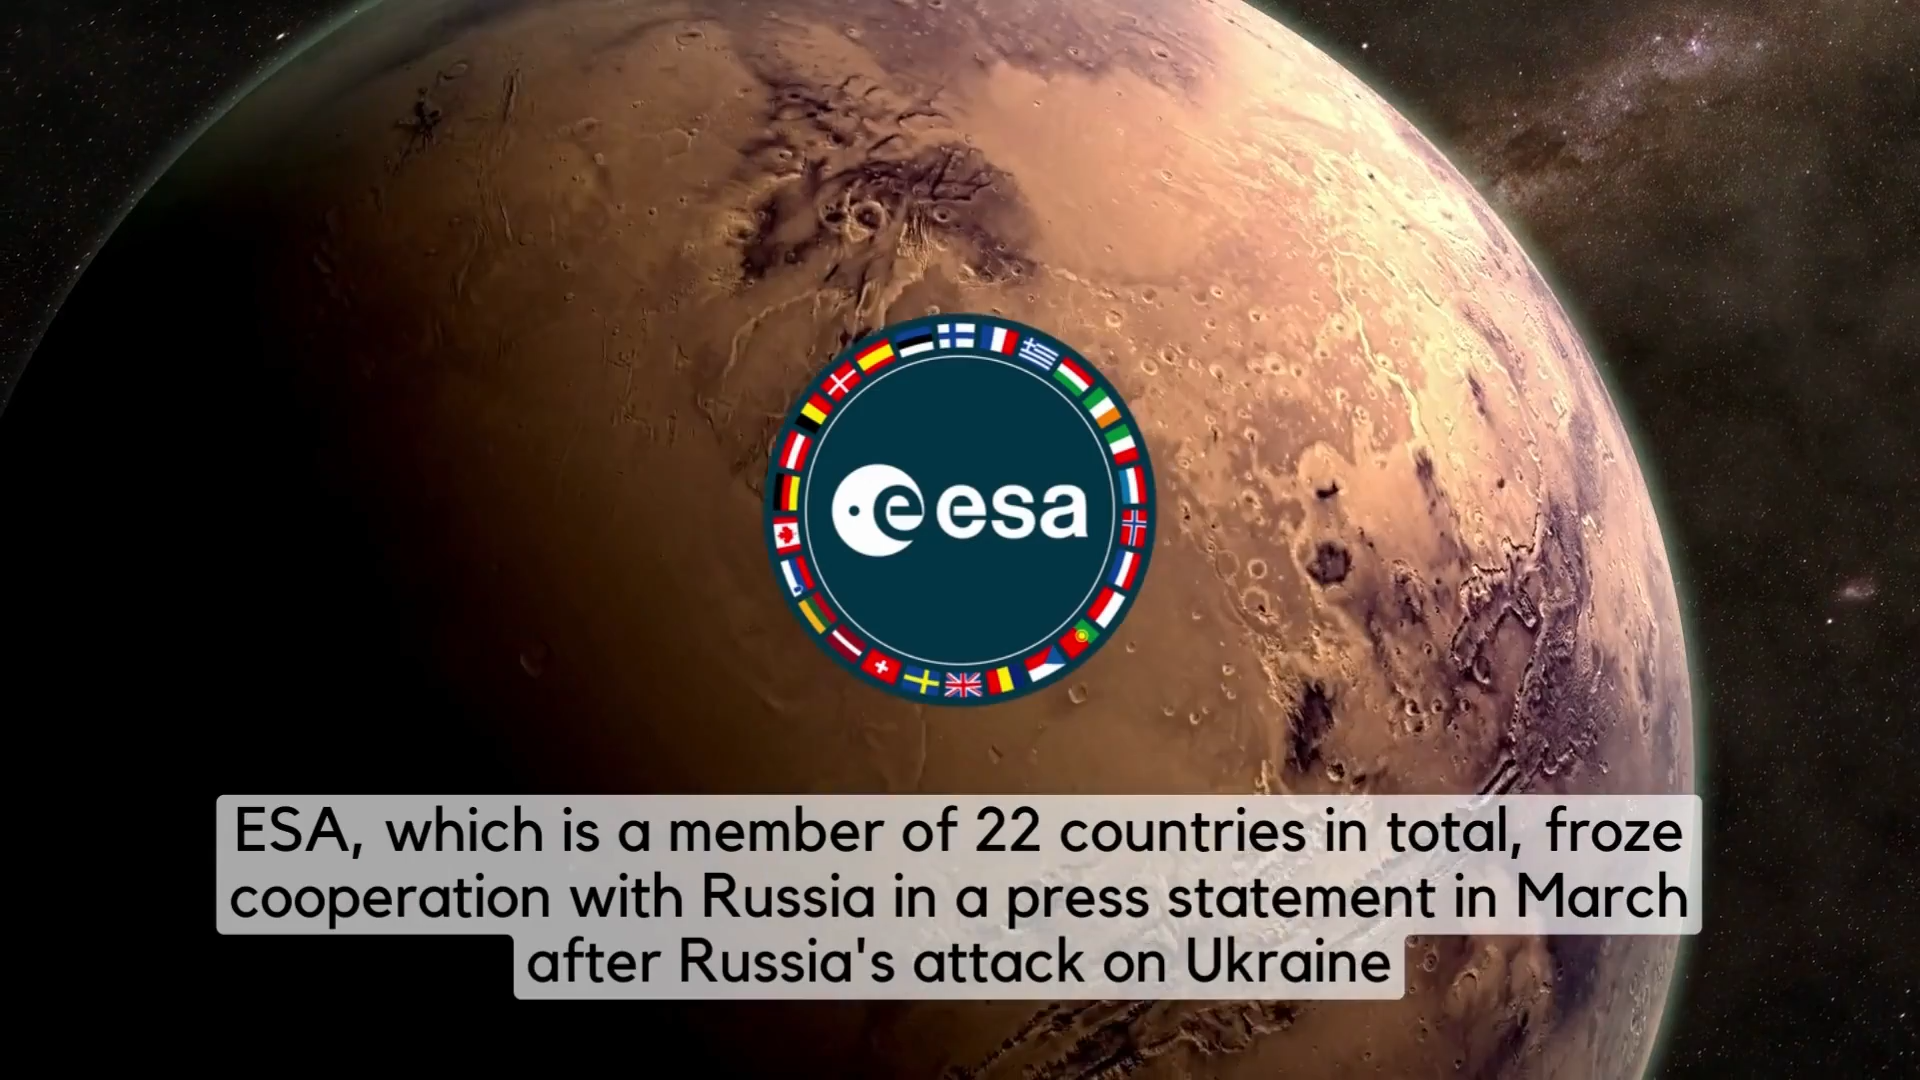 esa
ESA, which is a member of 22 countries in total, froze
cooperation with Russia in a press statement in March
after Russia's attack on Ukraine